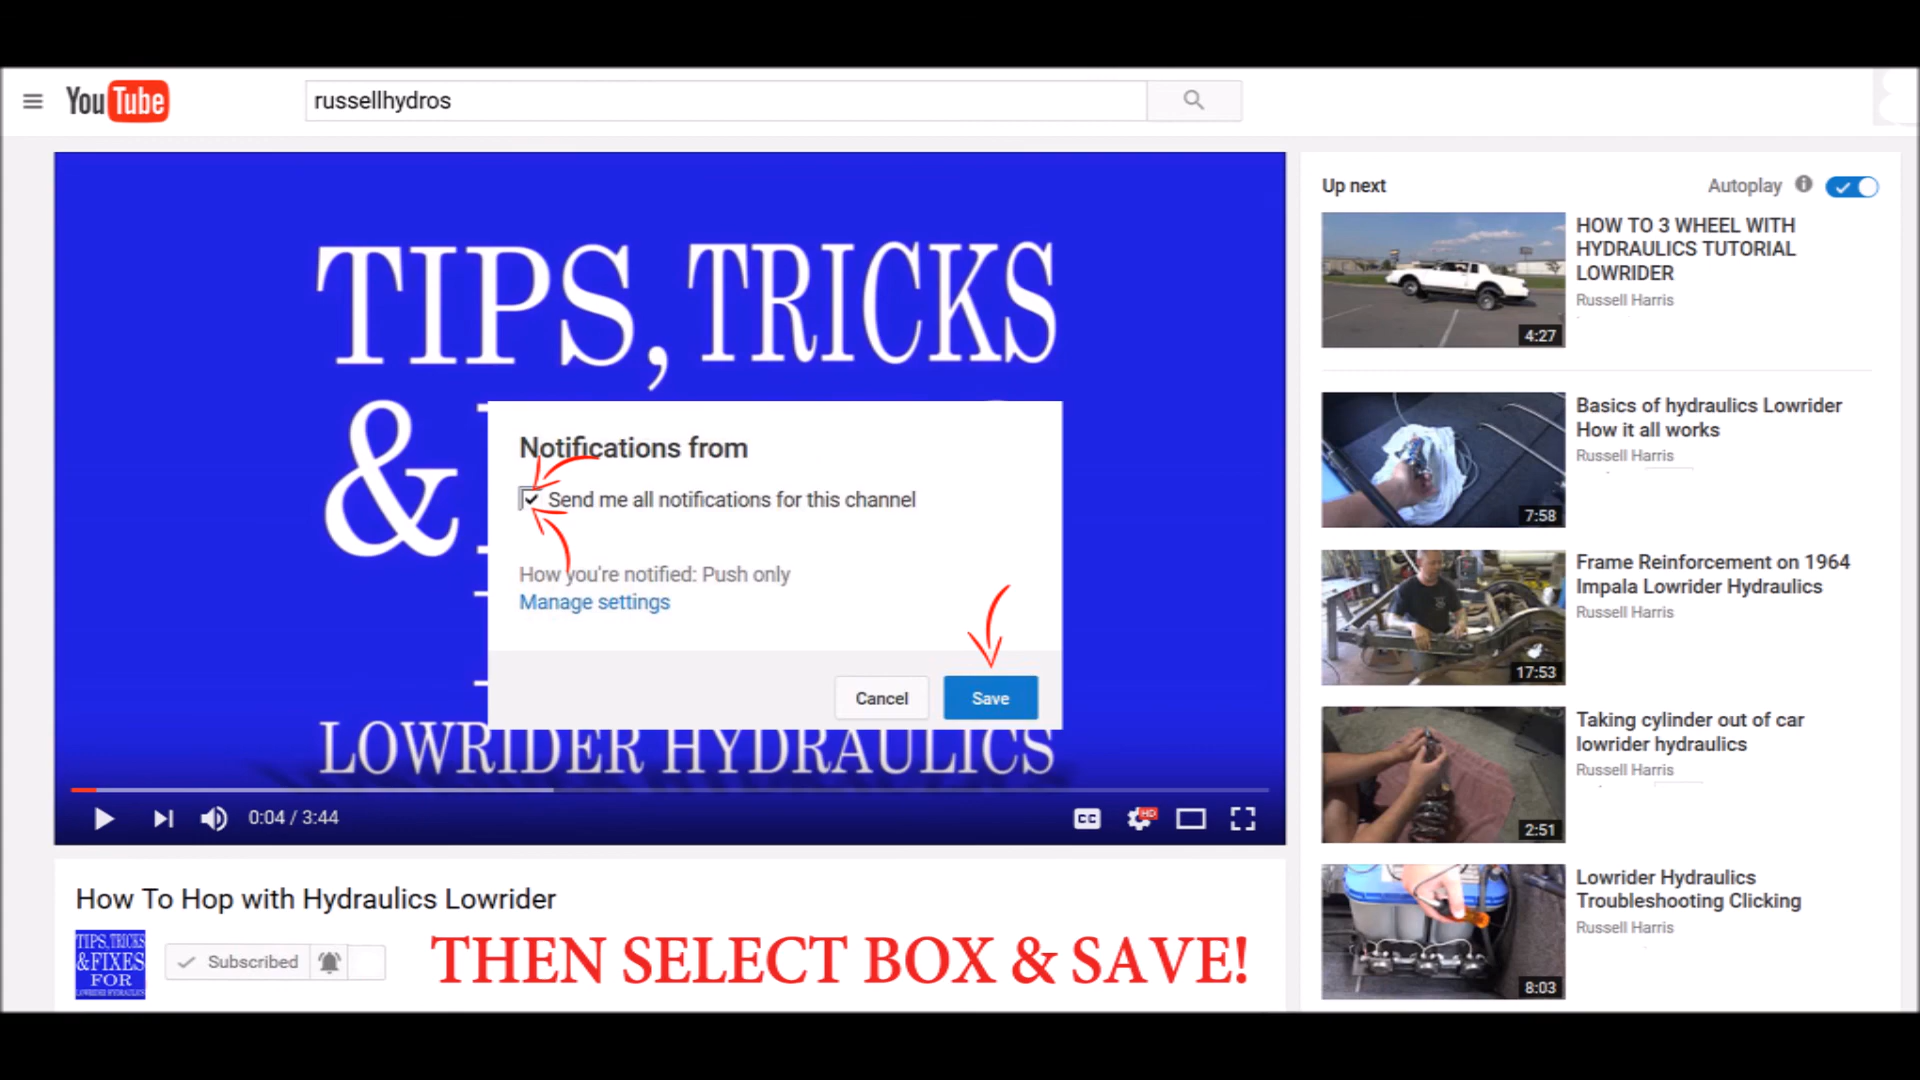 YouTube
russellhydros
TIPS, TRICKS
&
LOWRIDER HYDRAULICS
Notifications from
Send me all notifications for this channel
How you're notified: Push only
Manage settings
Cancel
Save
0:04 / 3:44
CC
HD
How To Hop with Hydraulics Lowrider
TIPS, TRICKS
& FIXES
FOR
LOWRIDER HYDRAULICS
Subscribed
THEN SELECT BOX & SAVE!
Up next
Autoplay
HOW TO 3 WHEEL WITH
HYDRAULICS TUTORIAL
LOWRIDER
Russell Harris
4:27
Basics of hydraulics Lowrider
How it all works
Russell Harris
7:58
Frame Reinforcement on 1964
Impala Lowrider Hydraulics
Russell Harris
17:53
Taking cylinder out of car
lowrider hydraulics
Russell Harris
2:51
Lowrider Hydraulics
Troubleshooting Clicking
Russell Harris
8:03